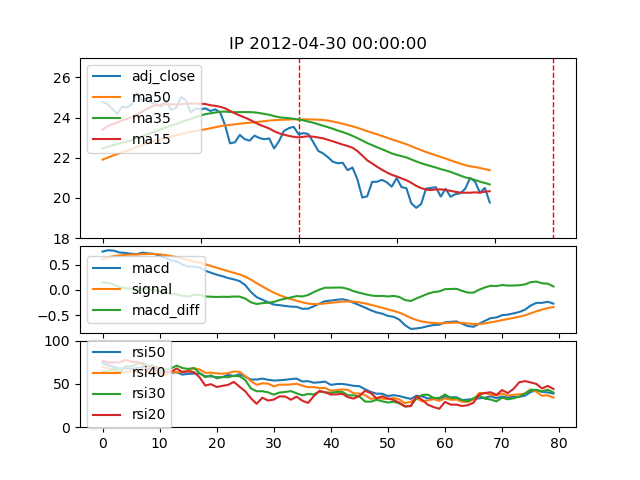 IP 2012-04-30 00:00:00
26
24
22
20
18
adj_close
ma50
ma35
ma15
0.5
0.0
−0.5
macd
signal
macd_diff
100
50
0
rsi50
rsi40
rsi30
rsi20
0 10 20 30 40 50 60 70 80